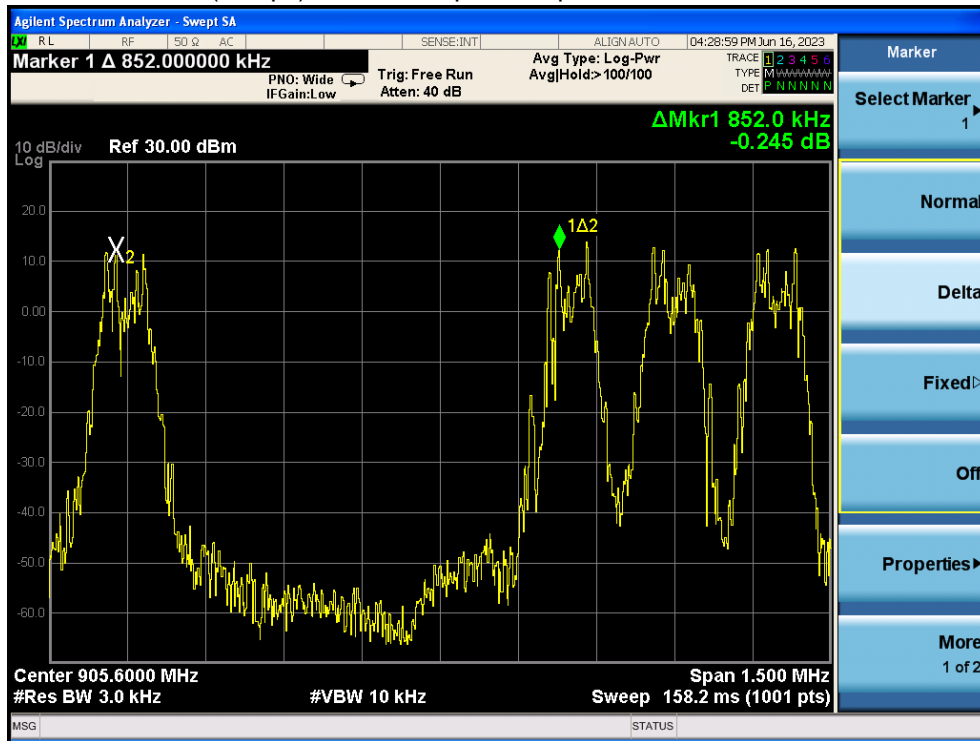 Agilent Spectrum Analyzer - Swept SA
LXI RL RF 50 Ω AC SENSE:INT ALIGN AUTO 04:28:59 PM Jun 16, 2023
Marker 1 Δ 852.000000 kHz
PNO: Wide
IFGain:Low
Trig: Free Run
Atten: 40 dB
Avg Type: Log-Pwr
Avg|Hold:>100/100
TRACE 1 2 3 4 5 6
TYPE M
DET P N N N N N
ΔMkr1 852.0 kHz
-0.245 dB
10 dB/div Ref 30.00 dBm
Log
20.0
10.0
0.00
-10.0
-20.0
-30.0
-40.0
-50.0
-60.0
X2
1Δ2
Center 905.6000 MHz Span 1.500 MHz
#Res BW 3.0 kHz #VBW 10 kHz Sweep 158.2 ms (1001 pts)
MSG STATUS
Marker
Select Marker
1
Normal
Delta
Fixed
Off
Properties
More
1 of 2